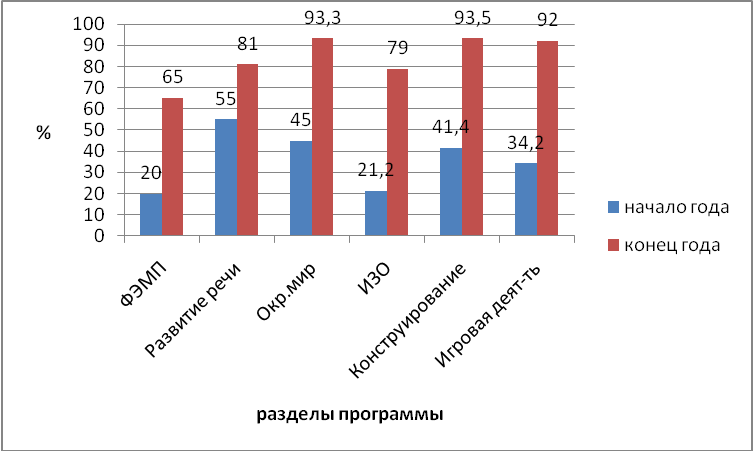 100
90
80
70
60
50
40
30
20
10
0
%
20
65
55
81
45
93,3
21,2
79
41,4
93,5
34,2
92
ФЭМП
Развитие речи
Окр.мир
ИЗО
Конструирование
Игровая деят-ть
разделы программы
начало года
конец года